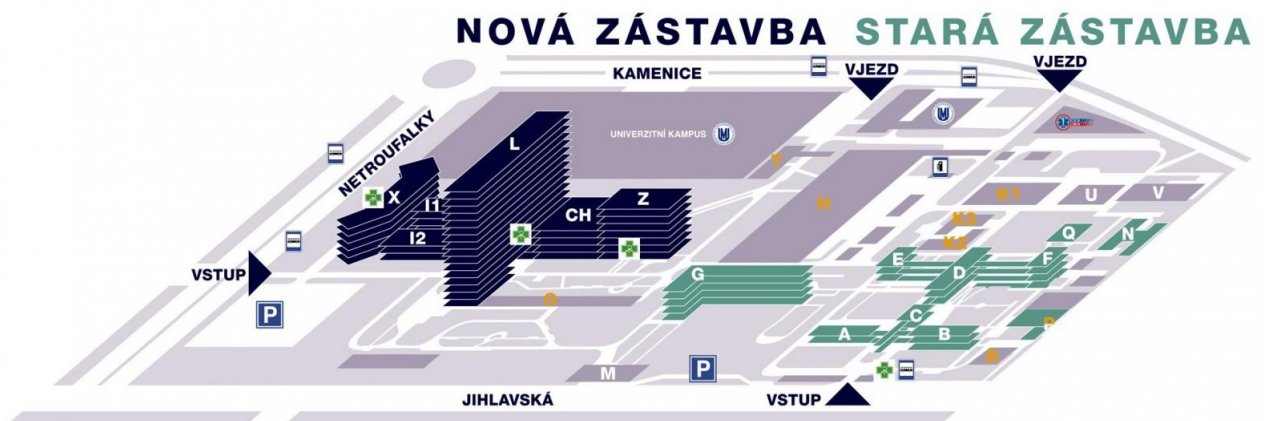 NOVÁ ZÁSTAVBA STARÁ ZÁSTAVBA
KAMENICE
VJEZD
VJEZD
NETROUFALKY
UNIVERZITNÍ KAMPUS
L
T
X
I1
I2
CH
Z
H
K1
U
V
K3
K2
Q
N
E
D
F
G
O
C
A
B
R
VSTUP
P
M
P
JIHLAVSKÁ
VSTUP